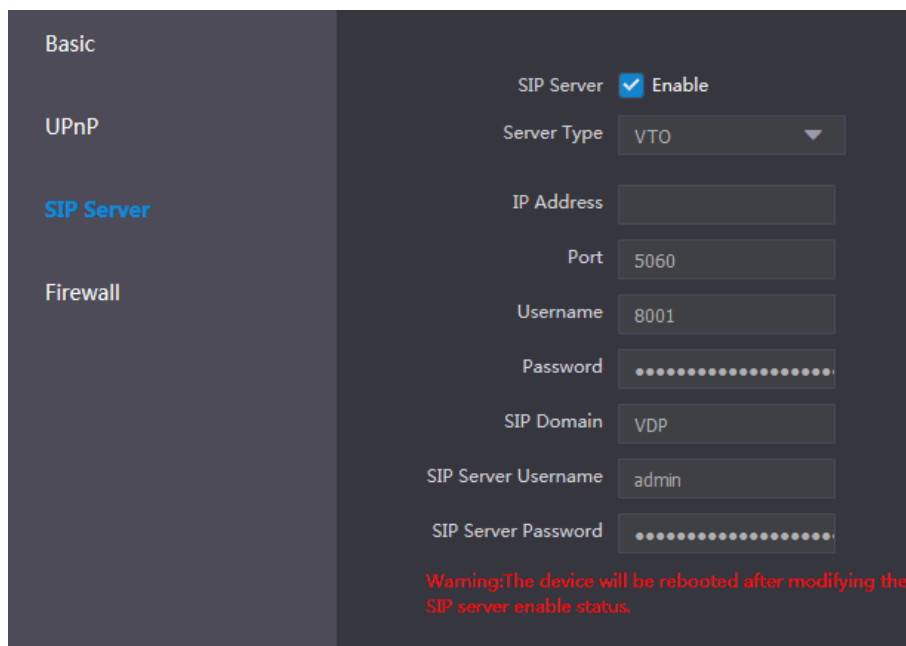 Basic
UPnP
SIP Server
Firewall
SIP Server Enable
Server Type VTO
IP Address
Port 5060
Username 8001
Password ••••••••••••••••••••
SIP Domain VDP
SIP Server Username admin
SIP Server Password ••••••••••••••••••••
Warning:The device will be rebooted after modifying the
SIP server enable status.